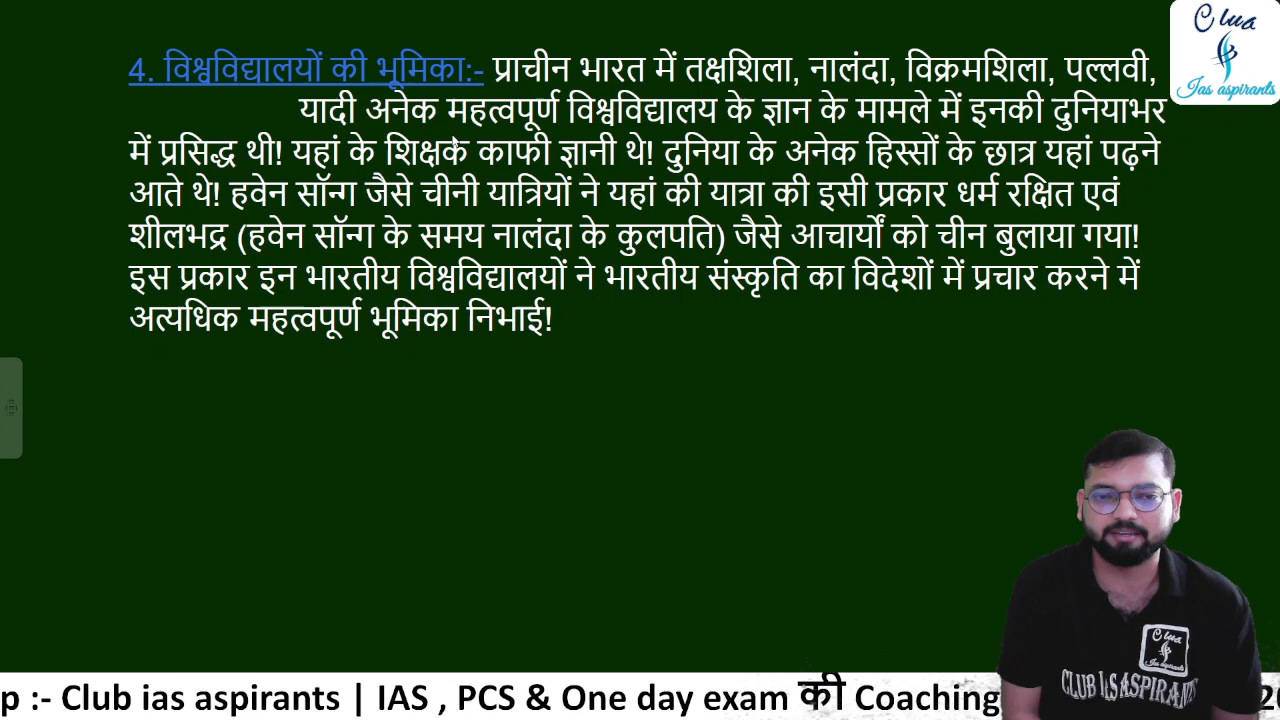 4. विश्वविद्यालयों की भूमिका:- प्राचीन भारत में तक्षशिला, नालंदा, विक्रमशिला, पल्लवी,
यादी अनेक महत्वपूर्ण विश्वविद्यालय के ज्ञान के मामले में इनकी दुनियाभर
में प्रसिद्ध थी! यहां के शिक्षक काफी ज्ञानी थे! दुनिया के अनेक हिस्सों के छात्र यहां पढ़ने
आते थे! हवेन सॉन्ग जैसे चीनी यात्रियों ने यहां की यात्रा की इसी प्रकार धर्म रक्षित एवं
शीलभद्र (हवेन सॉन्ग के समय नालंदा के कुलपति) जैसे आचार्यों को चीन बुलाया गया!
इस प्रकार इन भारतीय विश्वविद्यालयों ने भारतीय संस्कृति का विदेशों में प्रचार करने में
अत्यधिक महत्वपूर्ण भूमिका निभाई!
Clua
Ias aspirants
Clua
Ias aspirants
CLUB IAS ASPIRANTS
p :- Club ias aspirants | IAS , PCS & One day exam की Coaching